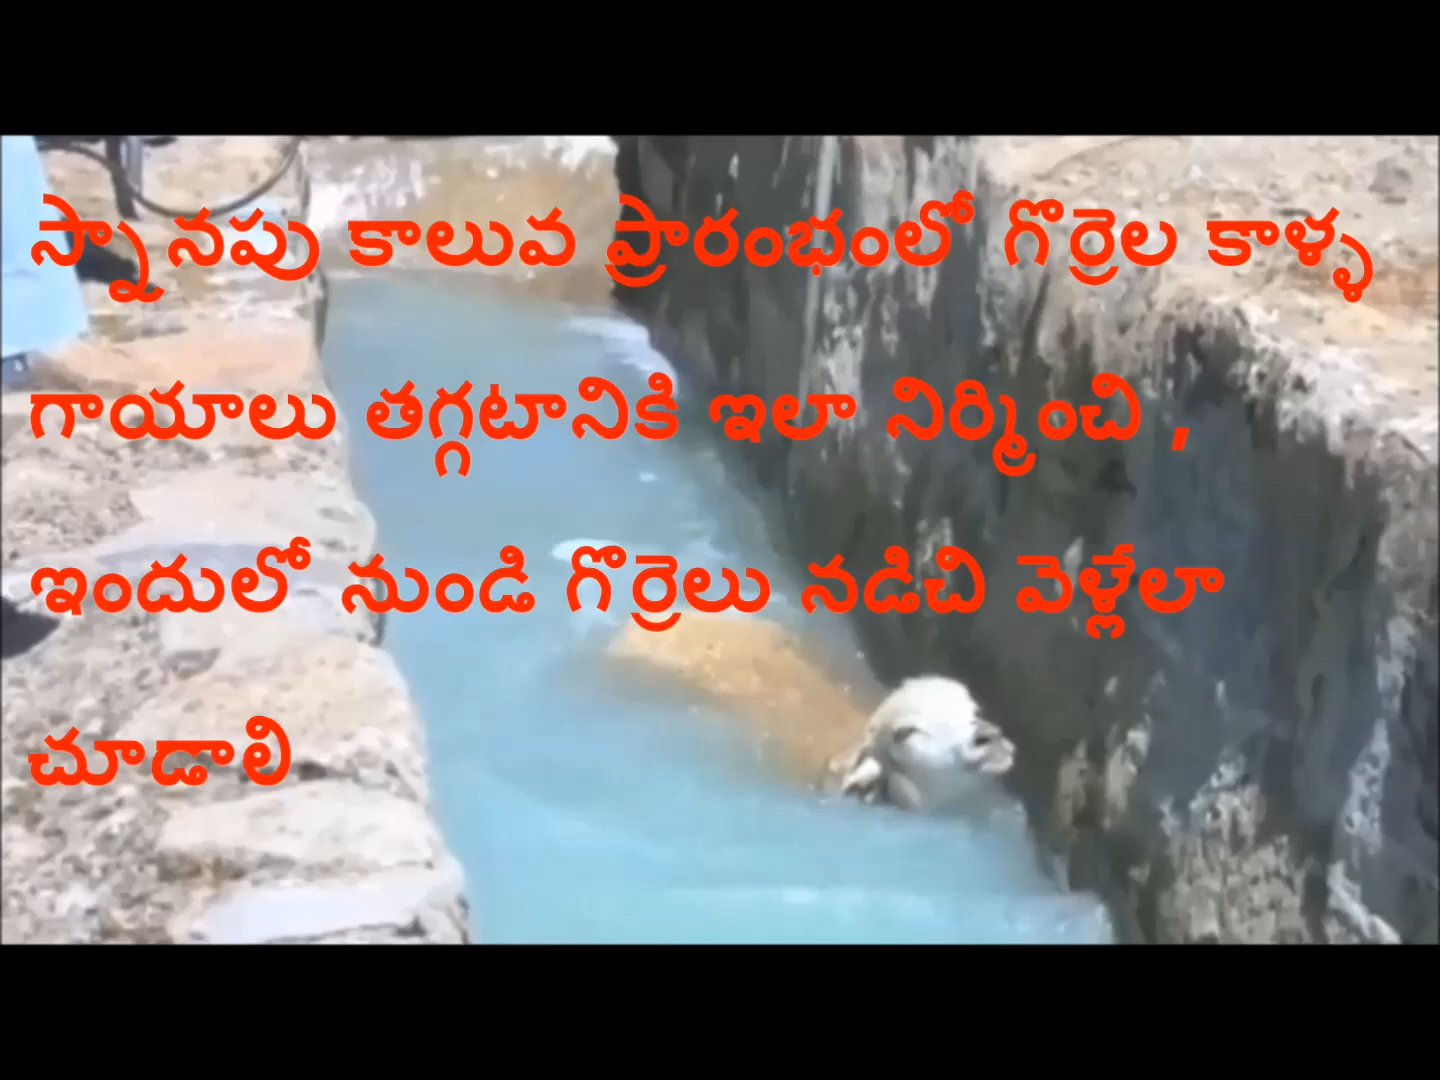 స్నానపు కాలువ ప్రారంభంలో గొర్రెల కాళ్ళ
గాయాలు తగ్గటానికి ఇలా నిర్మించి ,
ఇందులో నుండి గొర్రెలు నడిచి వెళ్లేలా
చూడాలి